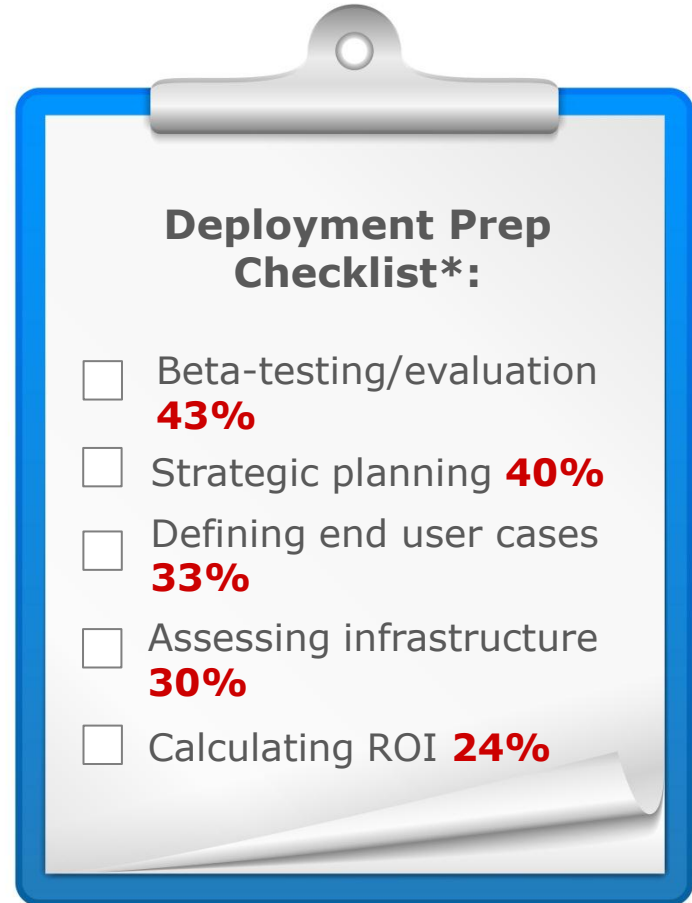 Deployment Prep
Checklist*:
Beta-testing/evaluation
43%
Strategic planning 40%
Defining end user cases
33%
Assessing infrastructure
30%
Calculating ROI 24%